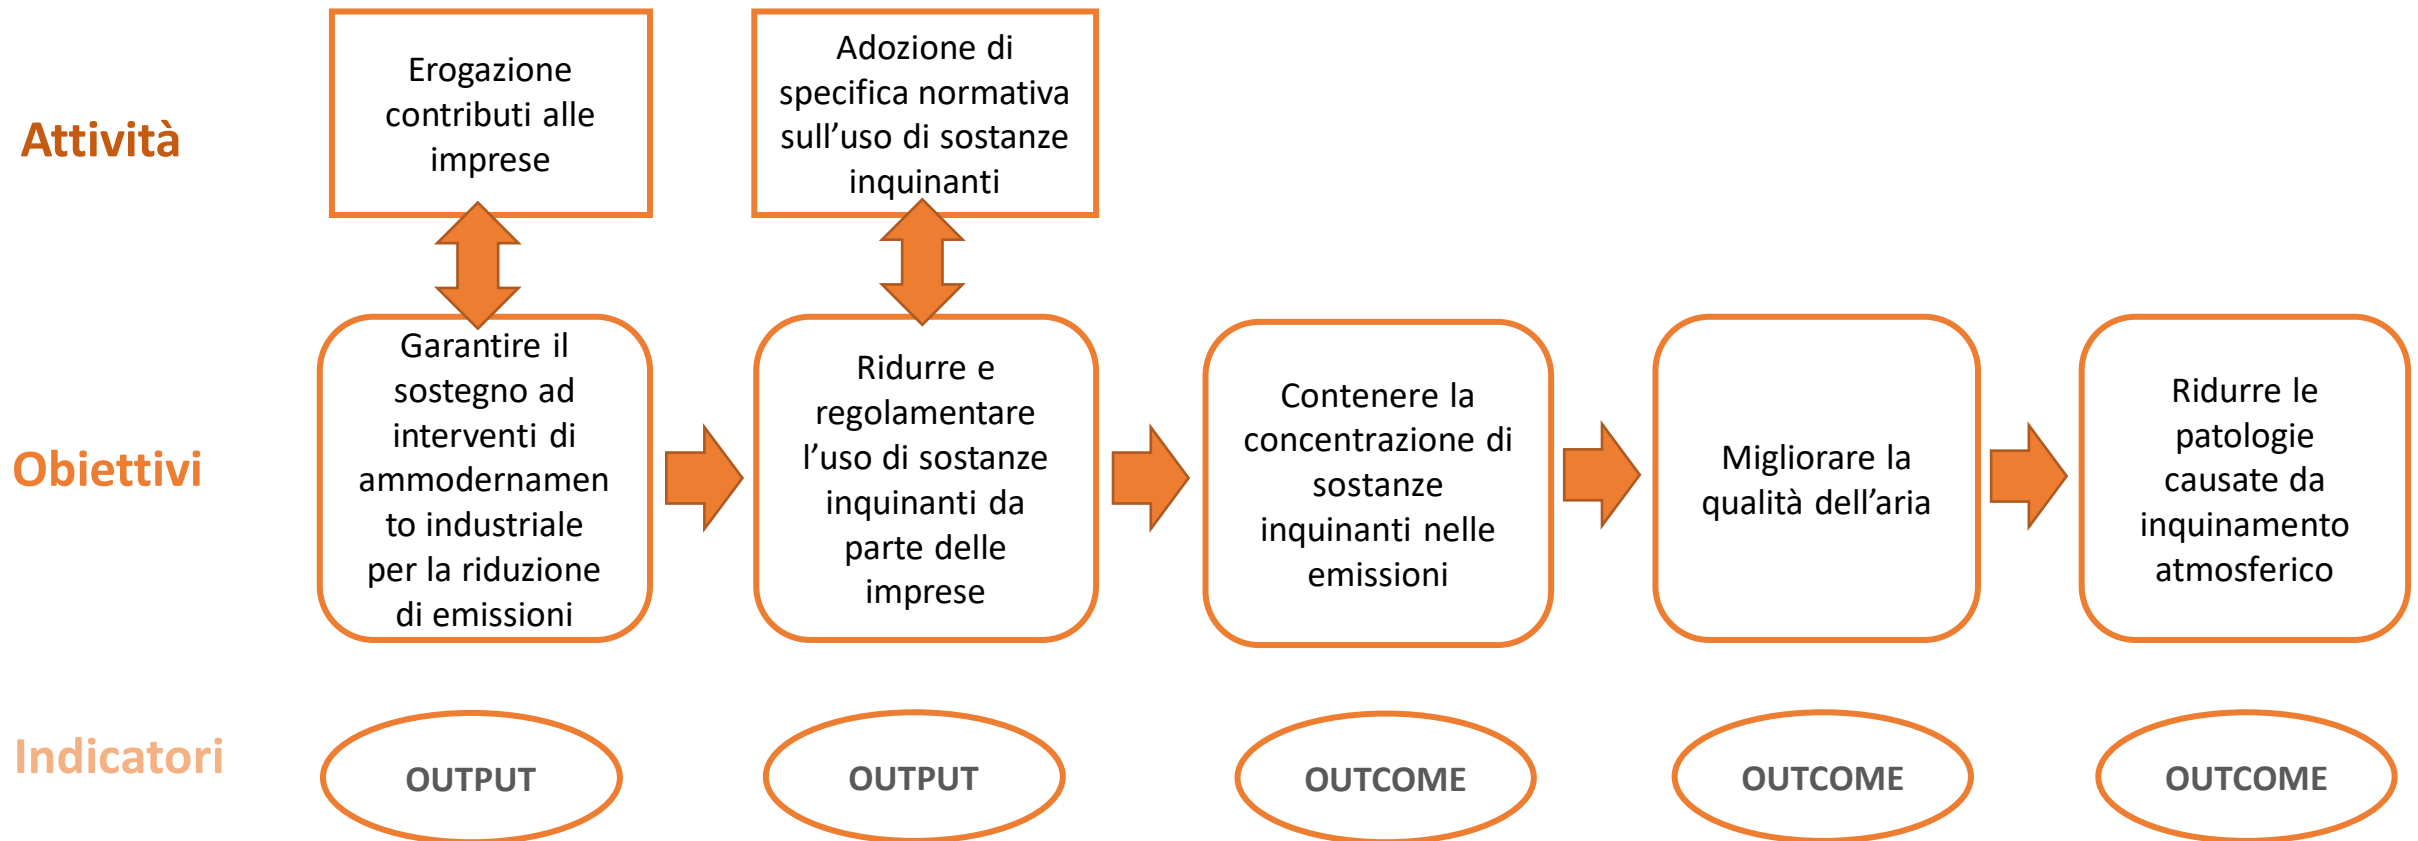 Attività
Erogazione
contributi alle
imprese
Adozione di
specifica normativa
sull’uso di sostanze
inquinanti
Obiettivi
Garantire il
sostegno ad
interventi di
ammodernamen
to industriale
per la riduzione
di emissioni
Ridurre e
regolamentare
l’uso di sostanze
inquinanti da
parte delle
imprese
Contenere la
concentrazione di
sostanze
inquinanti nelle
emissioni
Migliorare la
qualità dell’aria
Ridurre le
patologie
causate da
inquinamento
atmosferico
Indicatori
OUTPUT
OUTPUT
OUTCOME
OUTCOME
OUTCOME